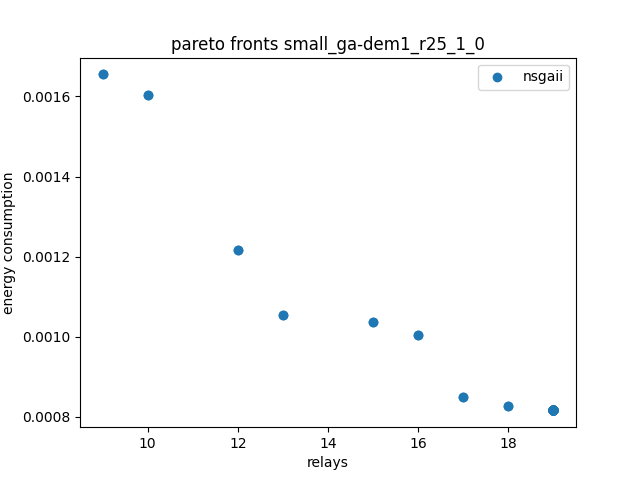 pareto fronts small_ga-dem1_r25_1_0
nsgaii
0.0016
0.0014
0.0012
0.0010
0.0008
energy consumption
10 12 14 16 18
relays